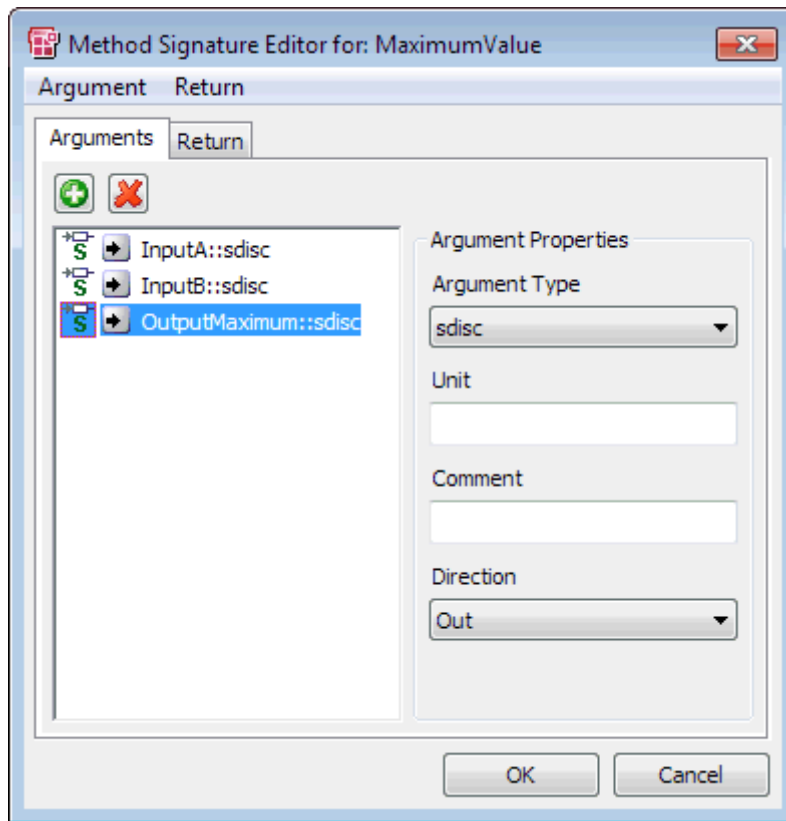 Method Signature Editor for: MaximumValue
Argument Return
Arguments Return
S InputA::sdisc
S InputB::sdisc
S OutputMaximum::sdisc
Argument Properties
Argument Type
sdisc
Unit
Comment
Direction
Out
OK Cancel